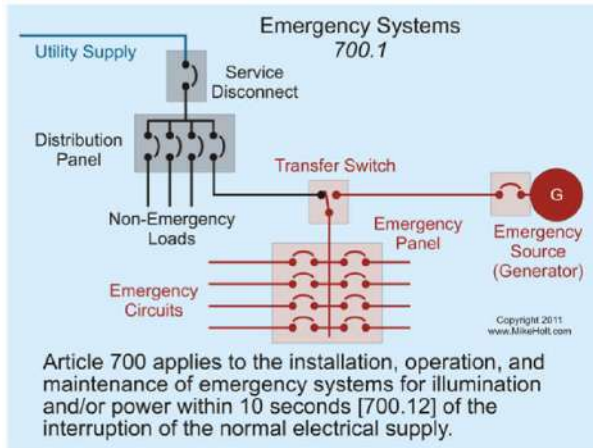 Emergency Systems
700.1
Utility Supply
Service
Disconnect
Distribution
Panel
Transfer Switch
G
Non-Emergency
Loads
Emergency
Panel
Emergency
Source
(Generator)
Emergency
Circuits
Copyright 2011
www.MikeHolt.com
Article 700 applies to the installation, operation, and
maintenance of emergency systems for illumination
and/or power within 10 seconds [700.12] of the
interruption of the normal electrical supply.